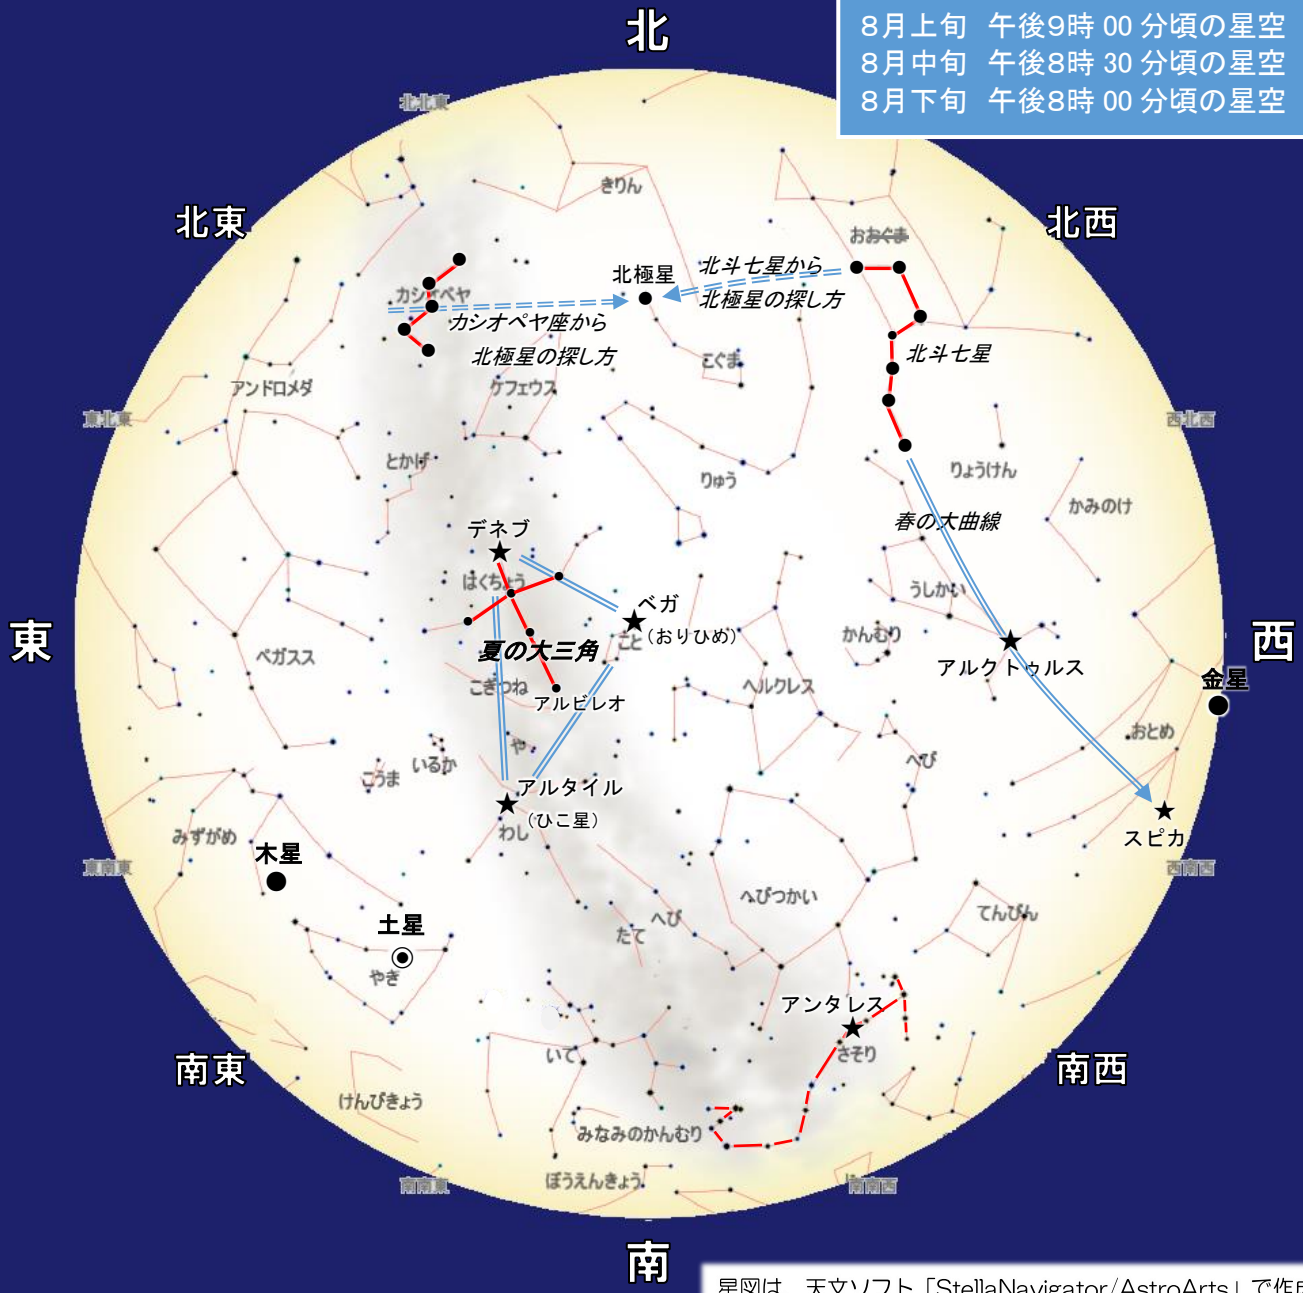 北
8月上旬 午後9時 00 分頃の星空
8月中旬 午後8時 30 分頃の星空
8月下旬 午後8時 00 分頃の星空
北北東
きりん
北東
北西
おおぐま
北極星
北斗七星から
北極星の探し方
カシオペヤ
カシオペヤ座から
北極星の探し方
こぐま
北斗七星
アンドロメダ
ケフェウス
東北東
西北西
とかげ
りゅう
りょうけん
かみのけ
デネブ
春の大曲線
はくちょう
うしかい
ベガ
(おりひめ)
こと
かんむり
東
西
夏の大三角
ペガスス
アルクトゥルス
金星
こぎつね
アルビレオ
ヘルクレス
おとめ
や
いるか
こうま
へび
アルタイル
(ひこ星)
わし
みずがめ
スピカ
木星
東南東
西南西
へびつかい
てんびん
土星
へび
たて
やぎ
アンタレス
さそり
いて
南東
南西
けんびきょう
みなみのかんむり
ぼうえんきょう
南南東
南南西
南
星図は、天文ソフト「StellaNavigator/AstroArts」で作成